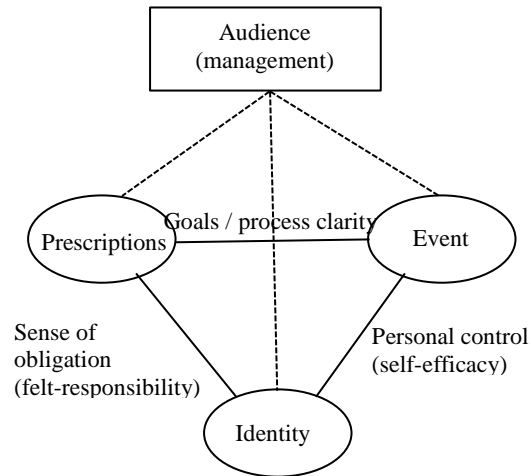 Audience
(management)
Goals / process clarity
Prescriptions
Event
Sense of
obligation
(felt-responsibility)
Personal control
(self-efficacy)
Identity